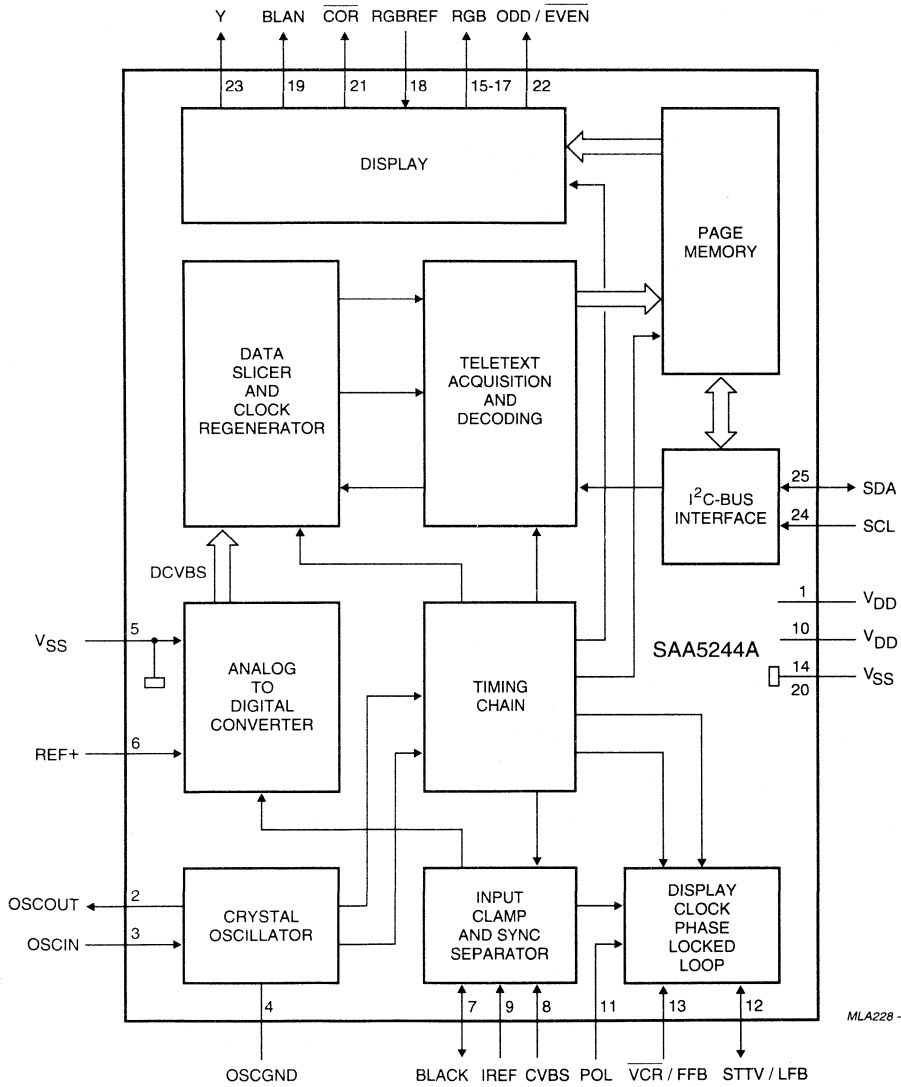 Y BLAN COR RGBREF RGB ODD / EVEN
23 19 21 18 15-17 22
DISPLAY
PAGE
MEMORY
DATA
SLICER
AND
CLOCK
REGENERATOR
TELETEXT
ACQUISITION
AND
DECODING
I2C-BUS
INTERFACE
25 SDA
24 SCL
DCVBS
1 VDD
10 VDD
14 VSS
20
SAA5244A
VSS 5
REF+ 6
ANALOG
TO
DIGITAL
CONVERTER
TIMING
CHAIN
OSCOUT 2
OSCIN 3
CRYSTAL
OSCILLATOR
INPUT
CLAMP
AND SYNC
SEPARATOR
DISPLAY
CLOCK
PHASE
LOCKED
LOOP
4 7 9 8 11 13 12
MLA228 -
OSCGND BLACK IREF CVBS POL VCR / FFB STTV / LFB